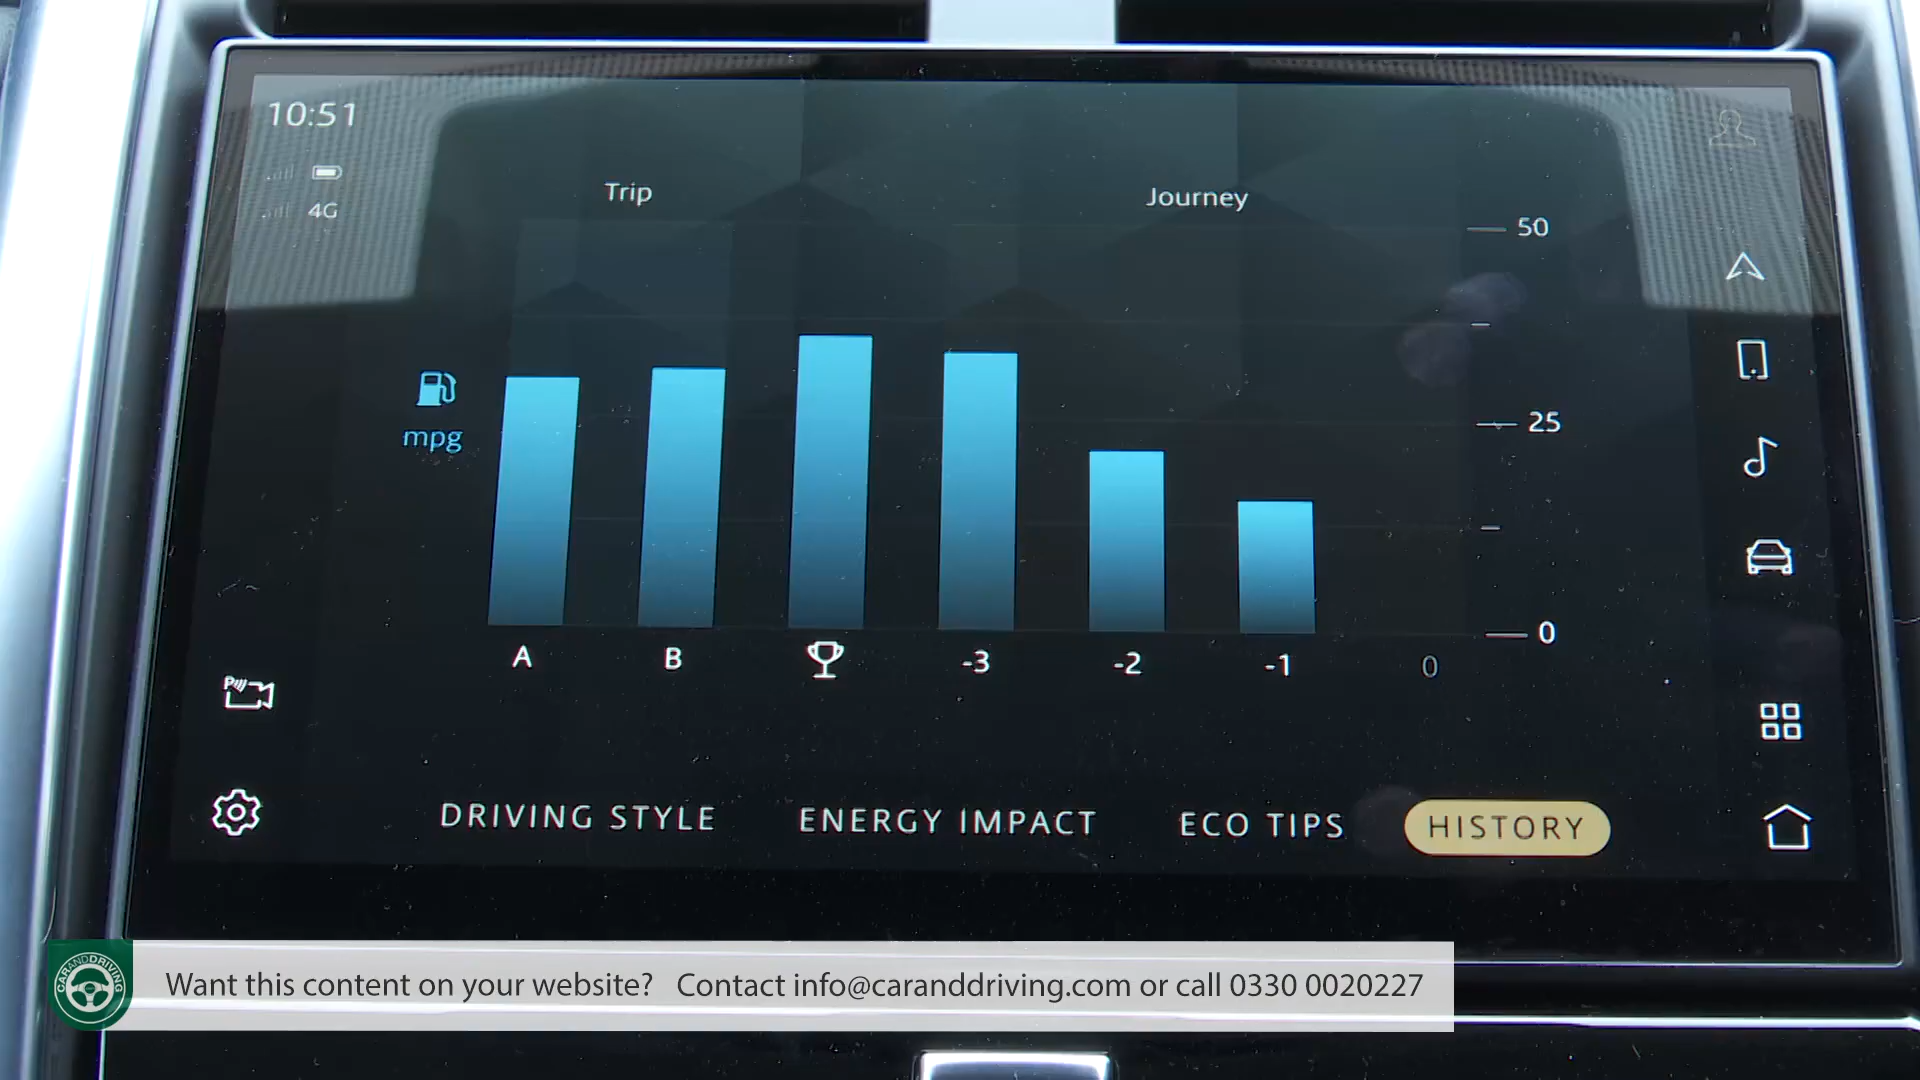 10:51
4G
Trip
Journey
50
mpg
25
0
A B -3 -2 -1 0
DRIVING STYLE ENERGY IMPACT ECO TIPS HISTORY
CARANDDRIVING
Want this content on your website? Contact info@caranddriving.com or call 0330 0020227